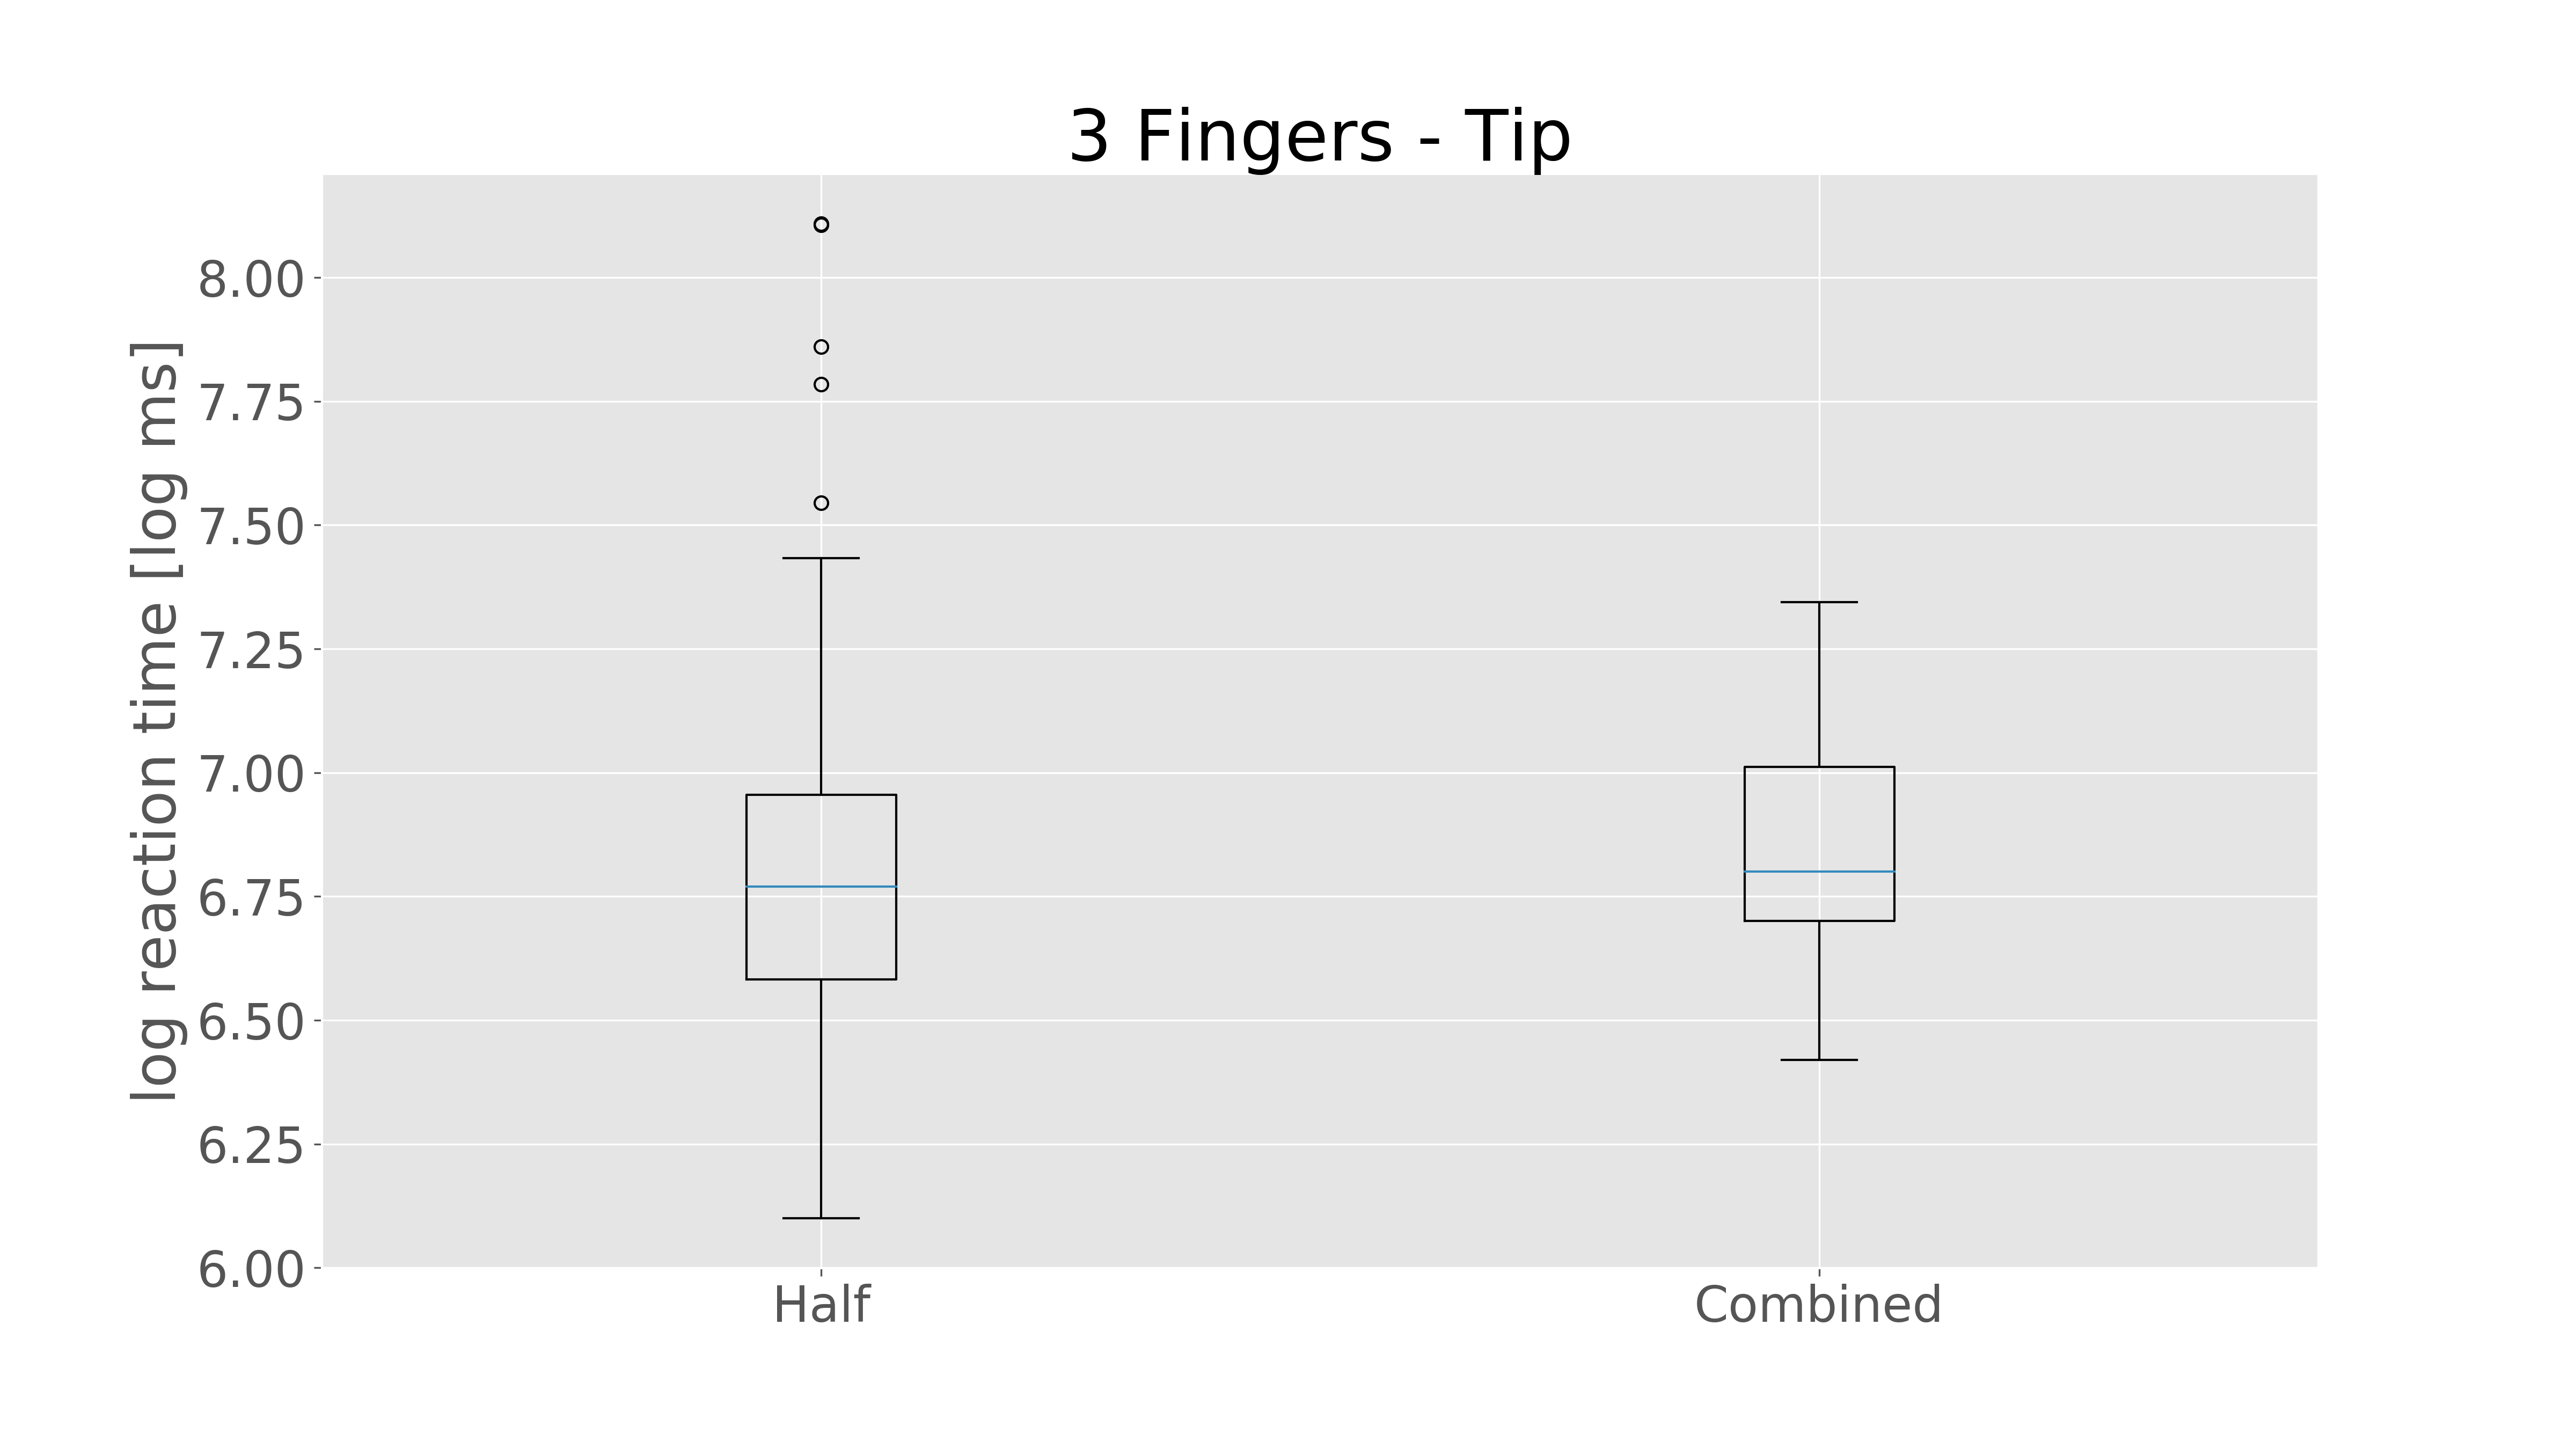 3 Fingers - Tip
log reaction time [log ms]
8.00
7.75
7.50
7.25
7.00
6.75
6.50
6.25
6.00
Half
Combined